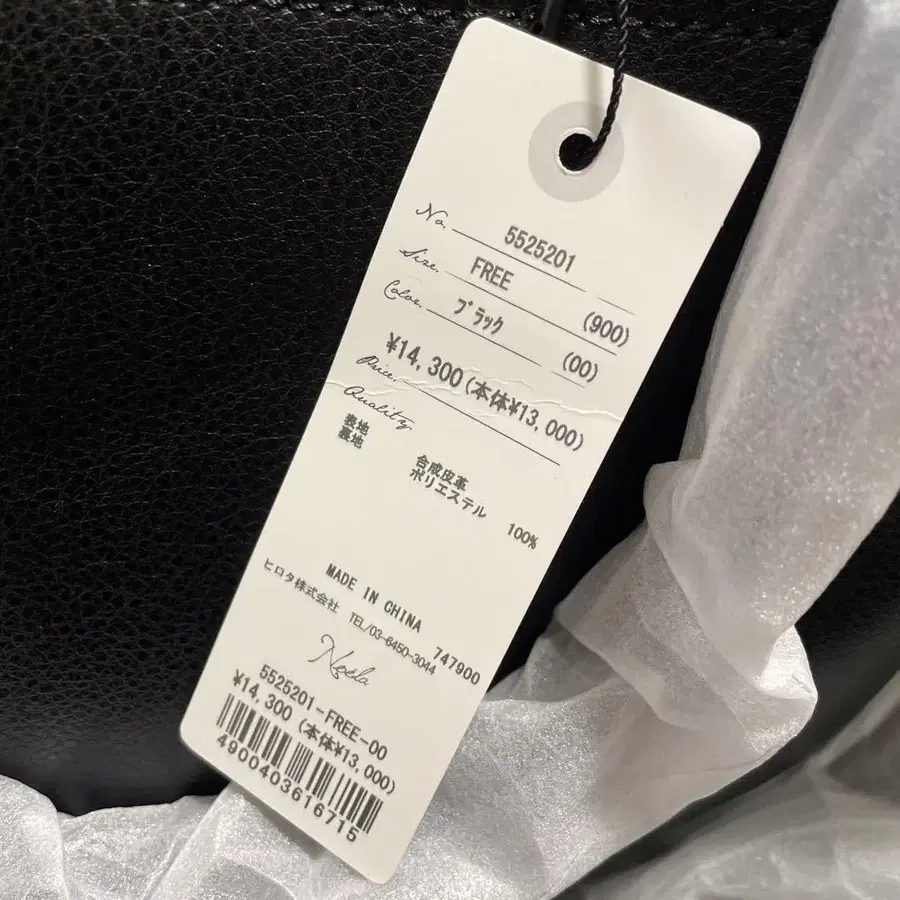 No. 5525201
Size. FREE (900)
Color. ブラック (00)
Price. ¥14,300(本体¥13,000)
Quality.
表地 合成皮革
裏地 ポリエステル 100%
MADE IN CHINA
ヒロタ株式会社 TEL/03-6450-3044 747900
Noela
5525201-FREE-00
¥14,300 (本体¥13,000)
4900403616715